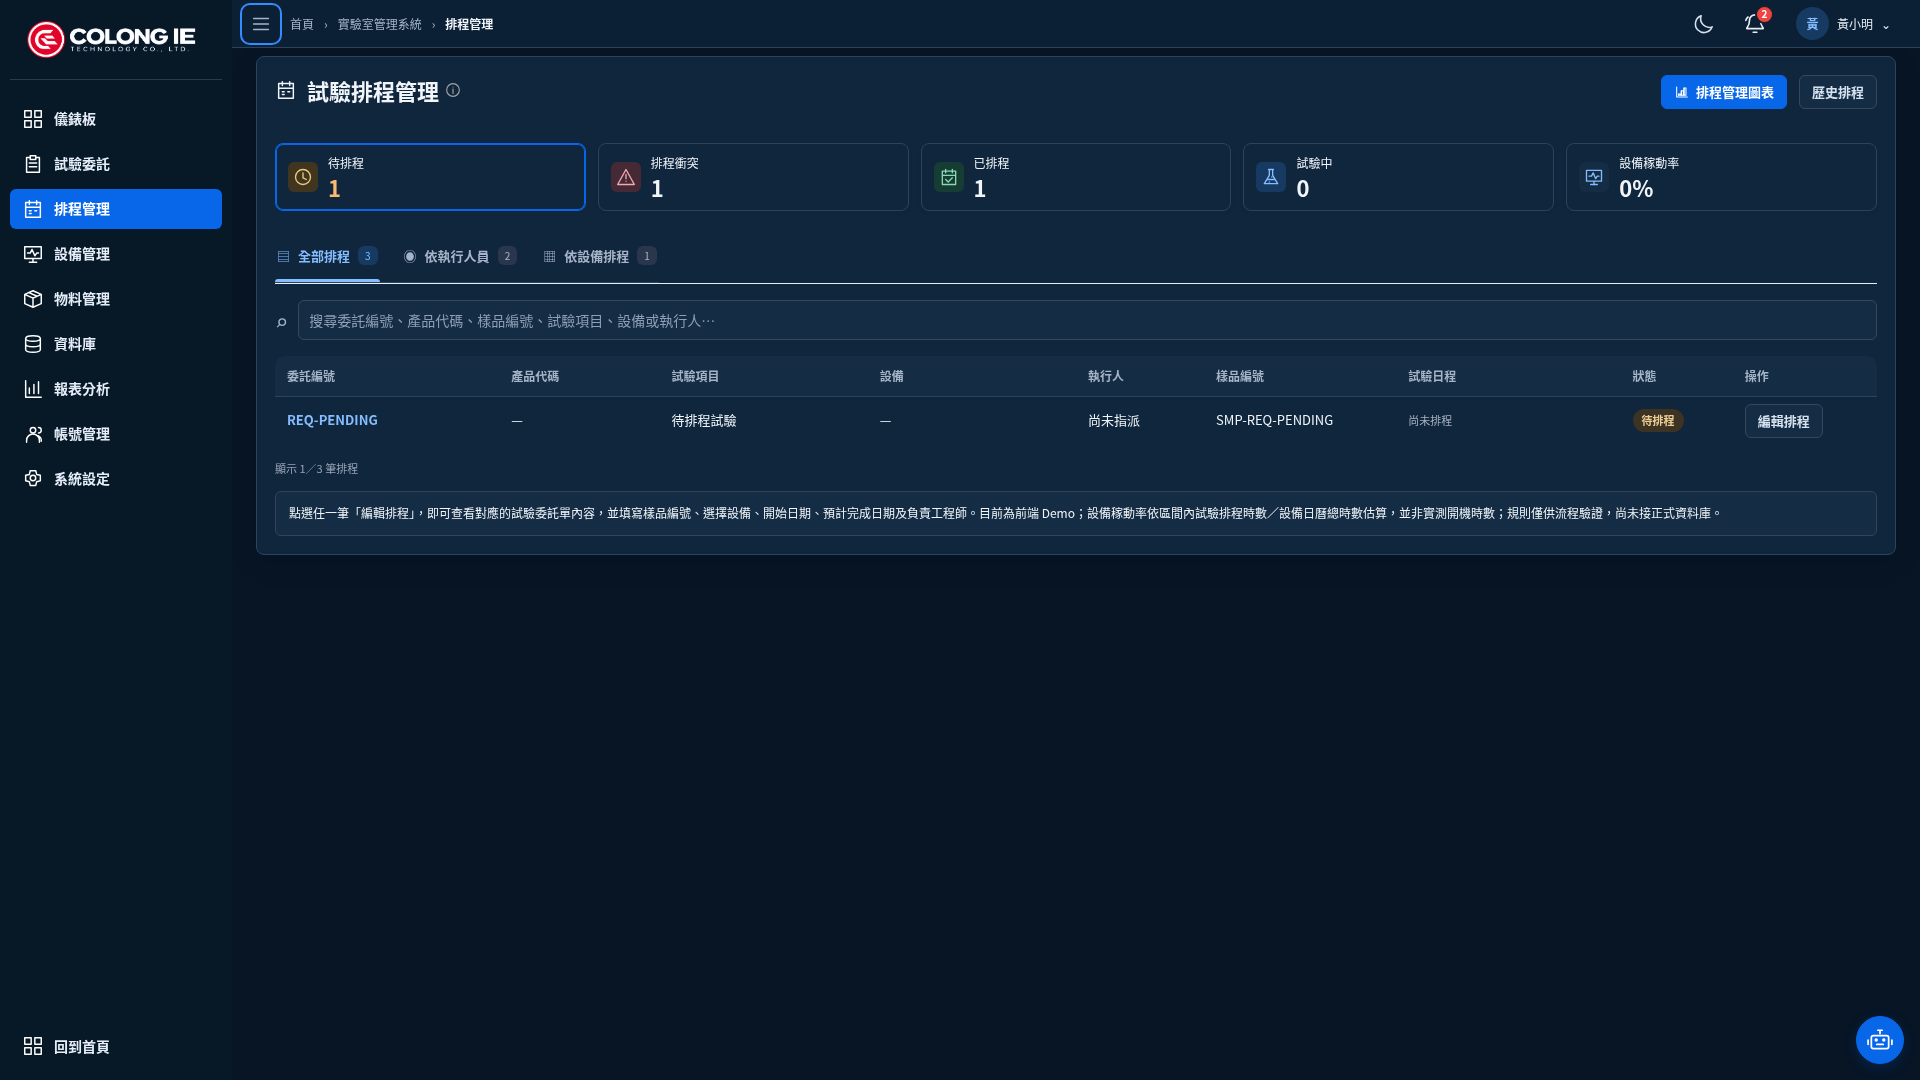 COLONG IE
TECHNOLOGY CO., LTD.
首頁 › 實驗室管理系統 › 排程管理
2
黃 黃小明
儀錶板
試驗委託
排程管理
設備管理
物料管理
資料庫
報表分析
帳號管理
系統設定
回到首頁
試驗排程管理
排程管理圖表
歷史排程
待排程
1
排程衝突
1
已排程
1
試驗中
0
設備稼動率
0%
全部排程 3
依執行人員 2
依設備排程 1
搜尋委託編號、產品代碼、樣品編號、試驗項目、設備或執行人…
委託編號 產品代碼 試驗項目 設備 執行人 樣品編號 試驗日程 狀態 操作
REQ-PENDING — 待排程試驗 — 尚未指派 SMP-REQ-PENDING 尚未排程 待排程 編輯排程
顯示 1／3 筆排程
點選任一筆「編輯排程」，即可查看對應的試驗委託單內容，並填寫樣品編號、選擇設備、開始日期、預計完成日期及負責工程師。目前為前端 Demo；設備稼動率依區間內試驗排程時數／設備日曆總時數估算，並非實測開機時數；規則僅供流程驗證，尚未接正式資料庫。